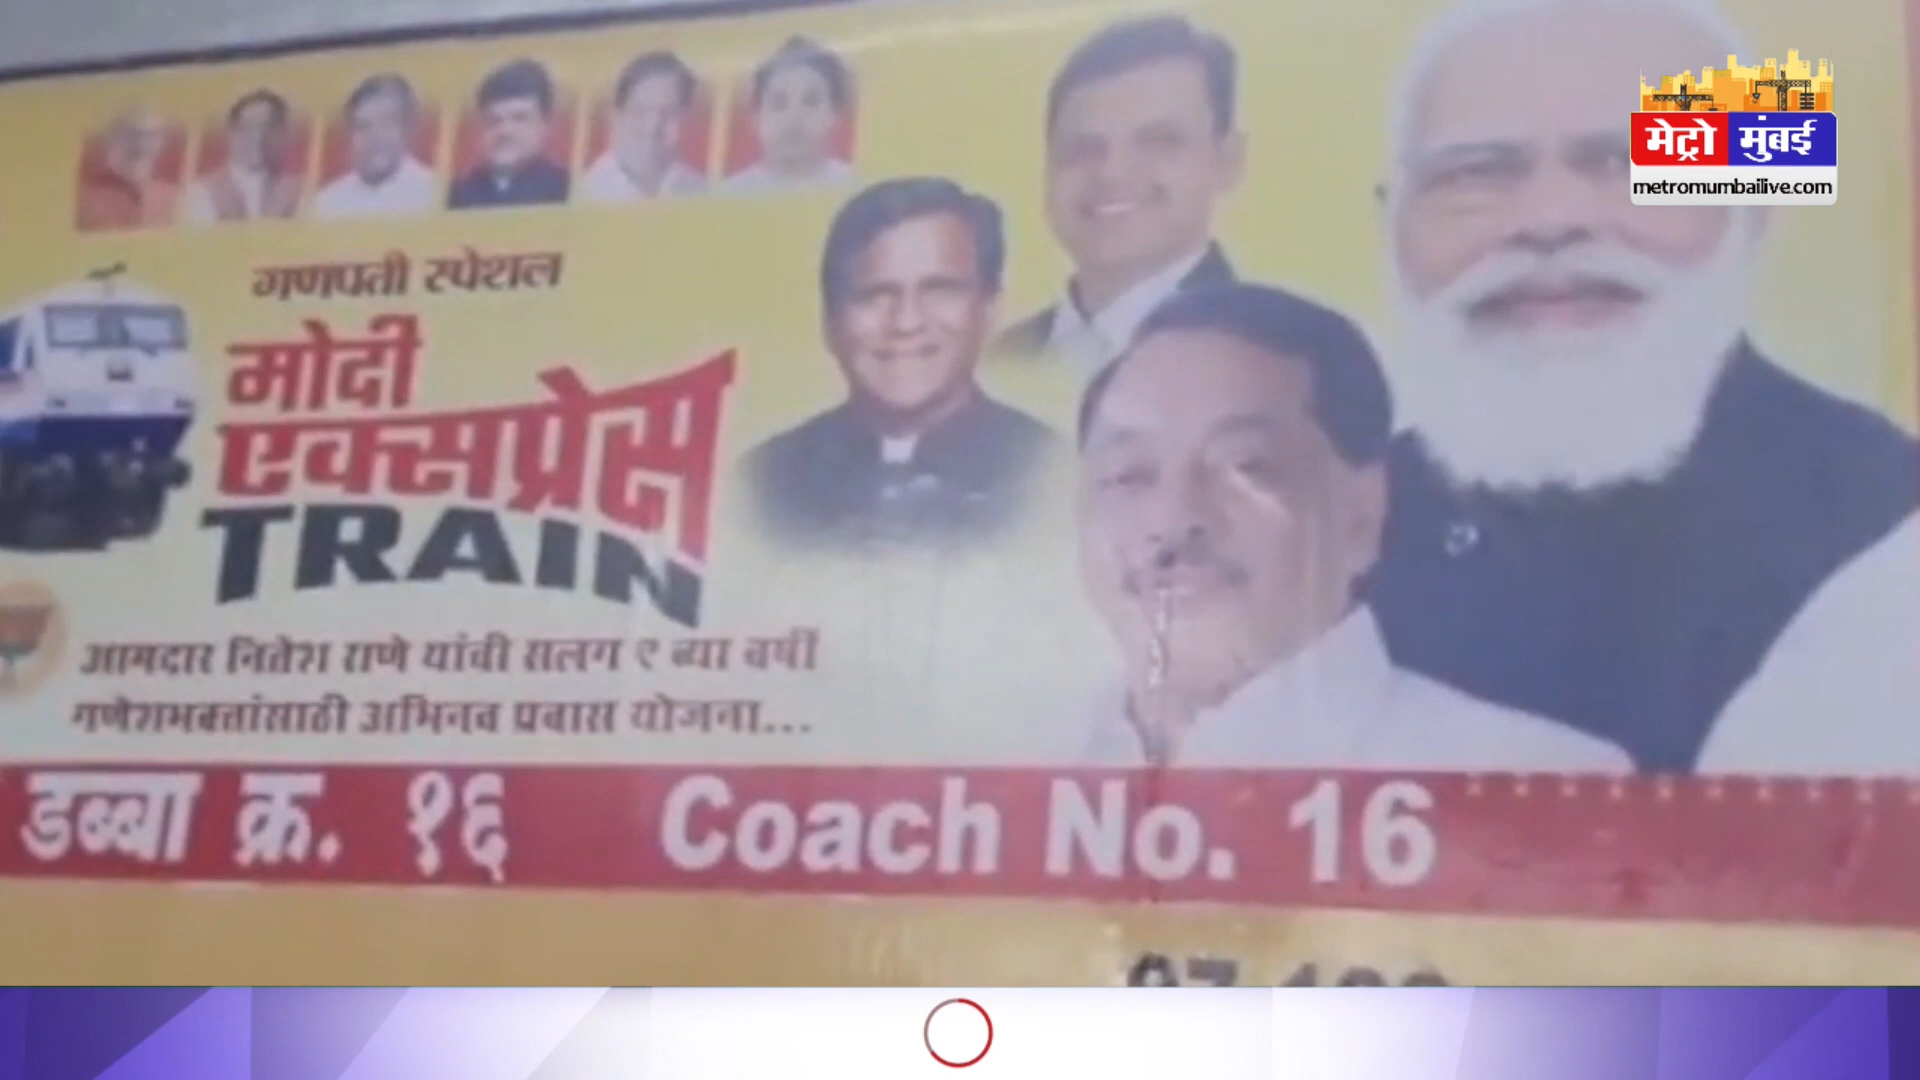 मेट्रो मुंबई
metromumbailive.com
गणपती स्पेशल
मोदी
एक्सप्रेस
TRAIN
आमदार नितेश राणे यांची सलग ९ व्या वर्षी
गणेशभक्तांसाठी अभिनव प्रवास योजना...
डब्बा क्र. १६ Coach No. 16